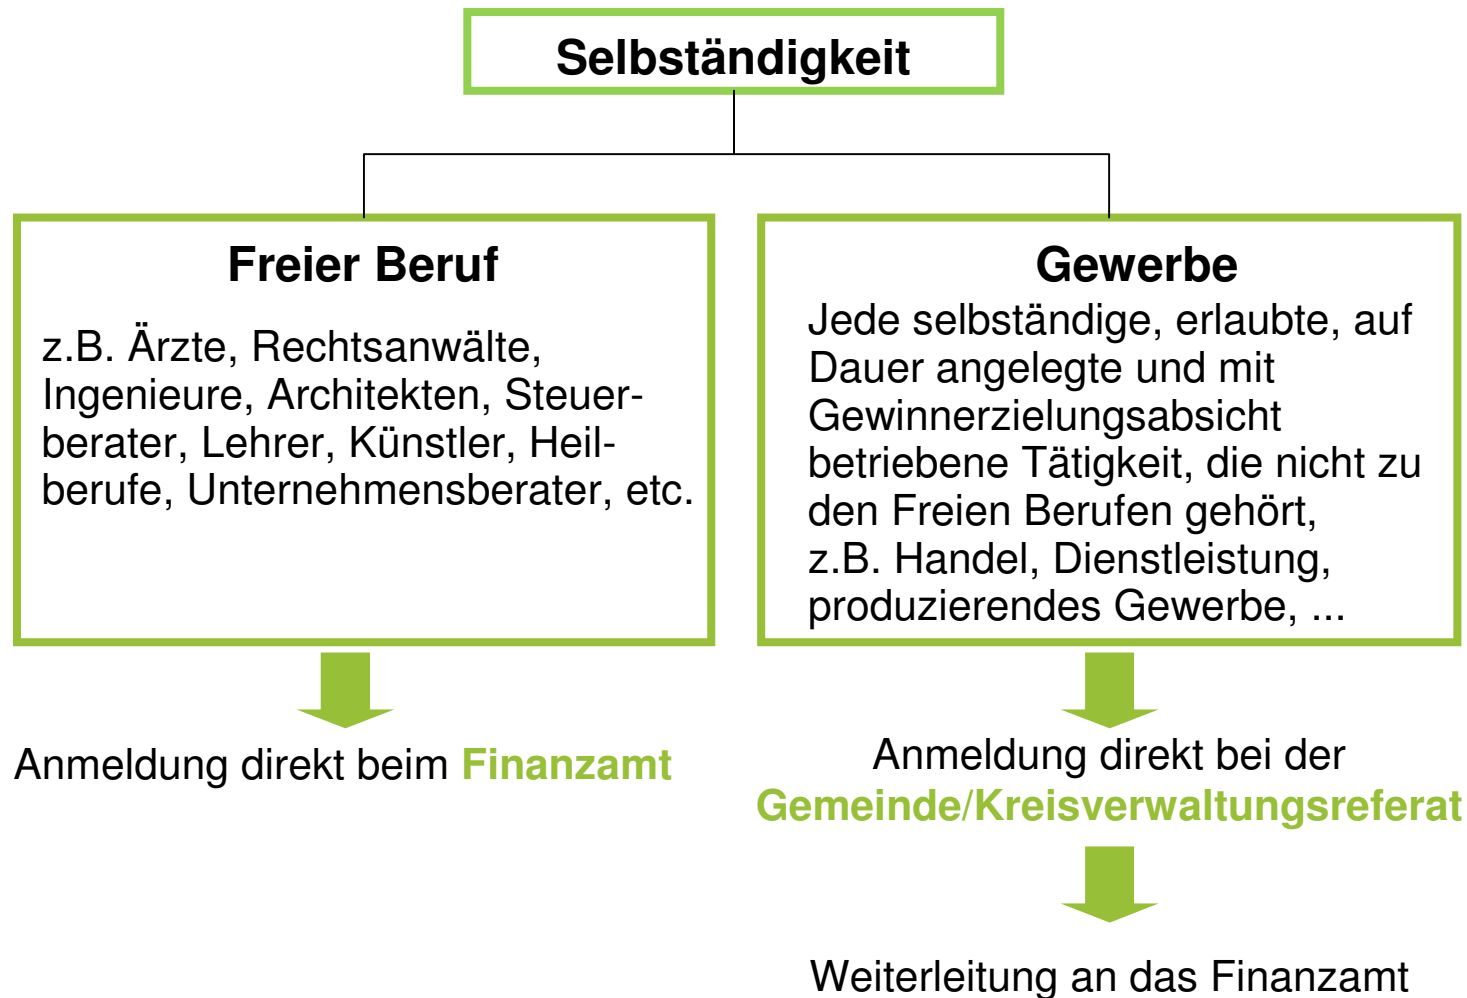 Selbständigkeit
Freier Beruf
z.B. Ärzte, Rechtsanwälte,
Ingenieure, Architekten, Steuer-
berater, Lehrer, Künstler, Heil-
berufe, Unternehmensberater, etc.
Anmeldung direkt beim Finanzamt
Gewerbe
Jede selbständige, erlaubte, auf
Dauer angelegte und mit
Gewinnerzielungsabsicht
betriebene Tätigkeit, die nicht zu
den Freien Berufen gehört,
z.B. Handel, Dienstleistung,
produzierendes Gewerbe, ...
Anmeldung direkt bei der
Gemeinde/Kreisverwaltungsreferat
Weiterleitung an das Finanzamt